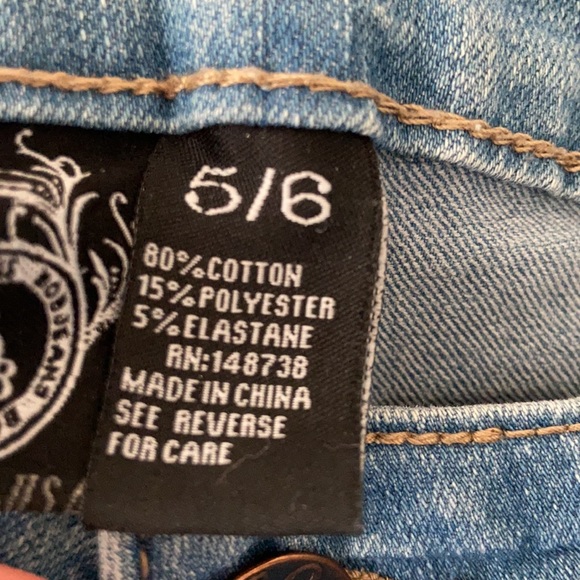 5/6
80% COTTON
15% POLYESTER
5% ELASTANE
RN:148738
MADE IN CHINA
SEE REVERSE
FOR CARE